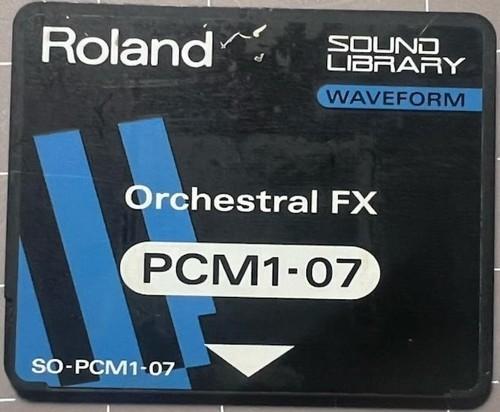 Roland
SOUND
LIBRARY
WAVEFORM
Orchestral FX
PCM1-07
SO-PCM1-07